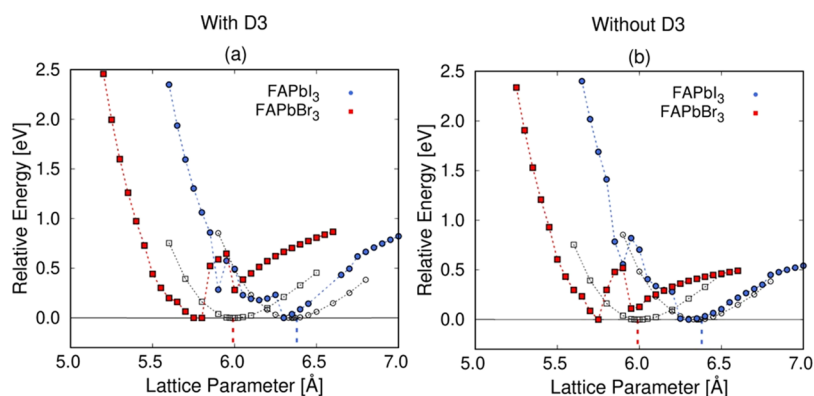 With D3
Without D3
(a)
(b)
2.5
2.0
1.5
1.0
0.5
0.0
Relative Energy [eV]
FAPbI3
FAPbBr3
5.0
5.5
6.0
6.5
7.0
Lattice Parameter [Å]
2.5
2.0
1.5
1.0
0.5
0.0
Relative Energy [eV]
FAPbI3
FAPbBr3
5.0
5.5
6.0
6.5
7.0
Lattice Parameter [Å]